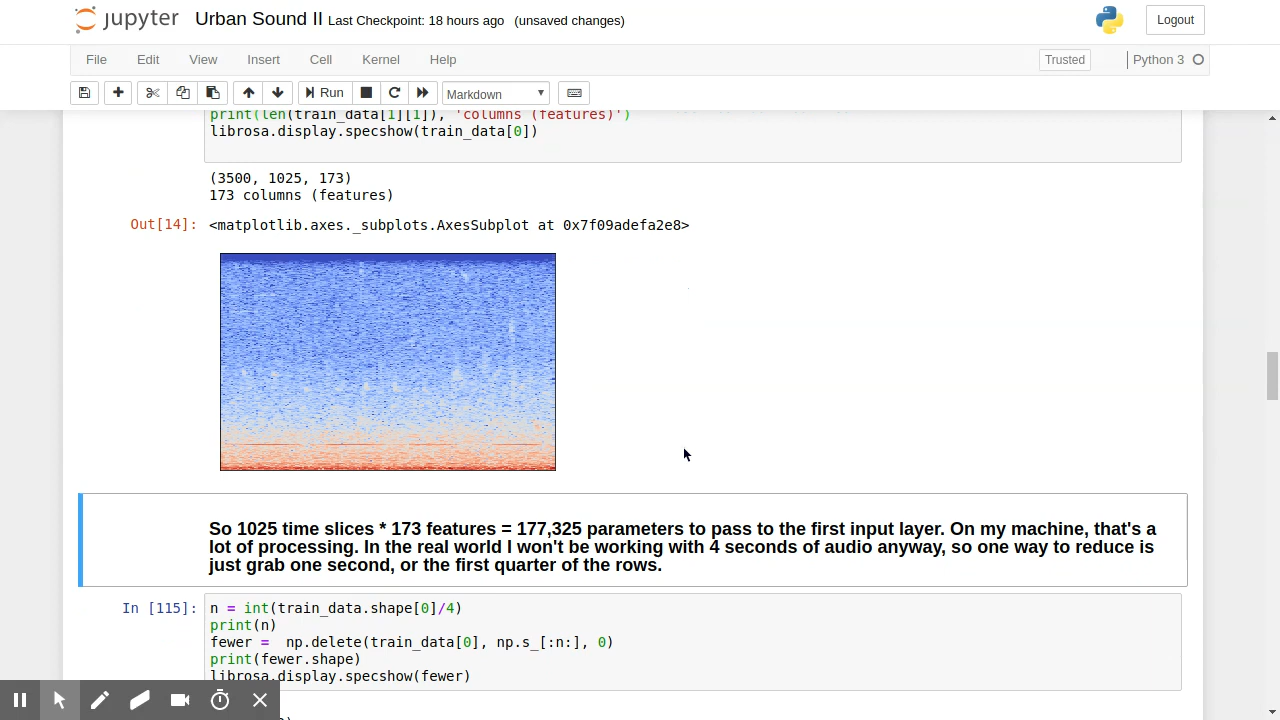 jupyter Urban Sound II Last Checkpoint: 18 hours ago (unsaved changes)
Logout
File Edit View Insert Cell Kernel Help
Trusted Python 3
Run Markdown
print(len(train_data[1][1]), 'columns (features)')
librosa.display.specshow(train_data[0])
(3500, 1025, 173)
173 columns (features)
Out[14]: <matplotlib.axes._subplots.AxesSubplot at 0x7f09adefa2e8>
So 1025 time slices * 173 features = 177,325 parameters to pass to the first input layer. On my machine, that's a
lot of processing. In the real world I won't be working with 4 seconds of audio anyway, so one way to reduce is
just grab one second, or the first quarter of the rows.
In [115]: n = int(train_data.shape[0]/4)
print(n)
fewer =  np.delete(train_data[0], np.s_[:n:], 0)
print(fewer.shape)
librosa.display.specshow(fewer)